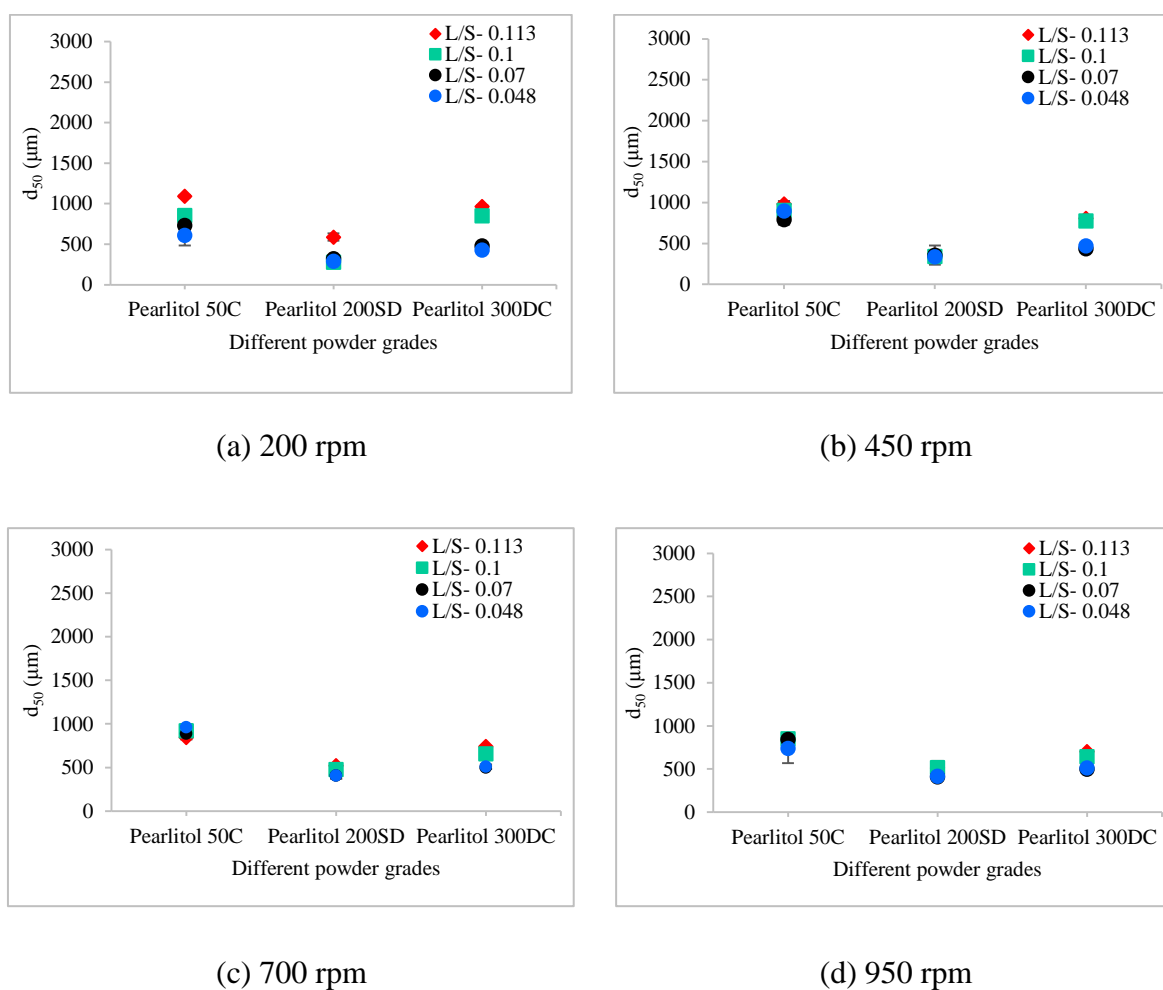 3000
2500
2000
1500
1000
500
0
d50 (µm)
L/S- 0.113
L/S- 0.1
L/S- 0.07
L/S- 0.048
Pearlitol 50C Pearlitol 200SD Pearlitol 300DC
Different powder grades
(a) 200 rpm
3000
2500
2000
1500
1000
500
0
d50 (µm)
L/S- 0.113
L/S- 0.1
L/S- 0.07
L/S- 0.048
Pearlitol 50C Pearlitol 200SD Pearlitol 300DC
Different powder grades
(b) 450 rpm
3000
2500
2000
1500
1000
500
0
d50 (µm)
L/S- 0.113
L/S- 0.1
L/S- 0.07
L/S- 0.048
Pearlitol 50C Pearlitol 200SD Pearlitol 300DC
Different powder grades
(c) 700 rpm
3000
2500
2000
1500
1000
500
0
d50 (µm)
L/S- 0.113
L/S- 0.1
L/S- 0.07
L/S- 0.048
Pearlitol 50C Pearlitol 200SD Pearlitol 300DC
Different powder grades
(d) 950 rpm